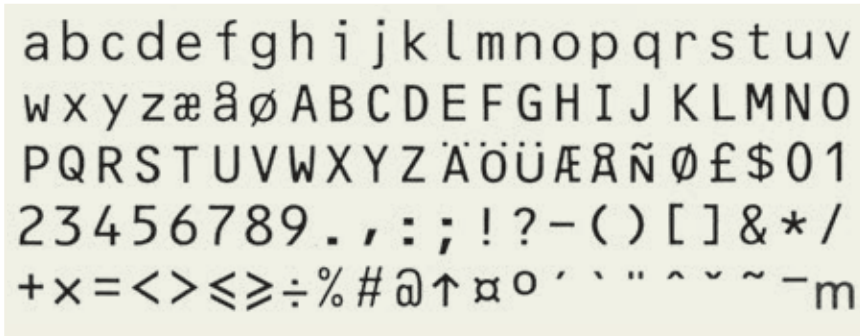 abcdefghijklmnopqrstuv
wxyzæåøABCDEFGHIJKLMNO
PQRSTUVWXYZÄÖÜÆÅÑØ£$01
23456789.,:;!?-()[]&*/
+×=<>⩽⩾÷%#@↑¤º´`¨^ˇ~¯m